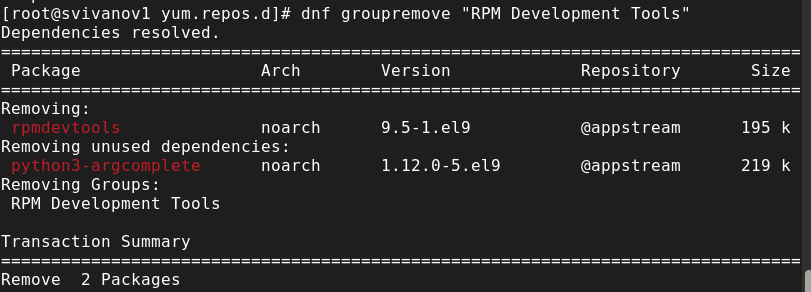 [root@svivanov1 yum.repos.d]# dnf groupremove "RPM Development Tools"
Dependencies resolved.
================================================================================
 Package                 Arch        Version             Repository       Size
================================================================================
Removing:
 rpmdevtools              noarch      9.5-1.el9           @appstream      195 k
Removing unused dependencies:
 python3-argcomplete      noarch      1.12.0-5.el9        @appstream      219 k
Removing Groups:
 RPM Development Tools

Transaction Summary
================================================================================
Remove  2 Packages